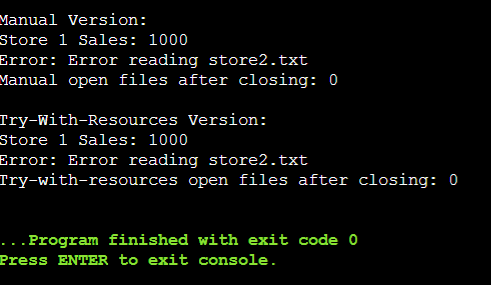 Manual Version:
Store 1 Sales: 1000
Error: Error reading store2.txt
Manual open files after closing: 0
Try-With-Resources Version:
Store 1 Sales: 1000
Error: Error reading store2.txt
Try-with-resources open files after closing: 0
...Program finished with exit code 0
Press ENTER to exit console.